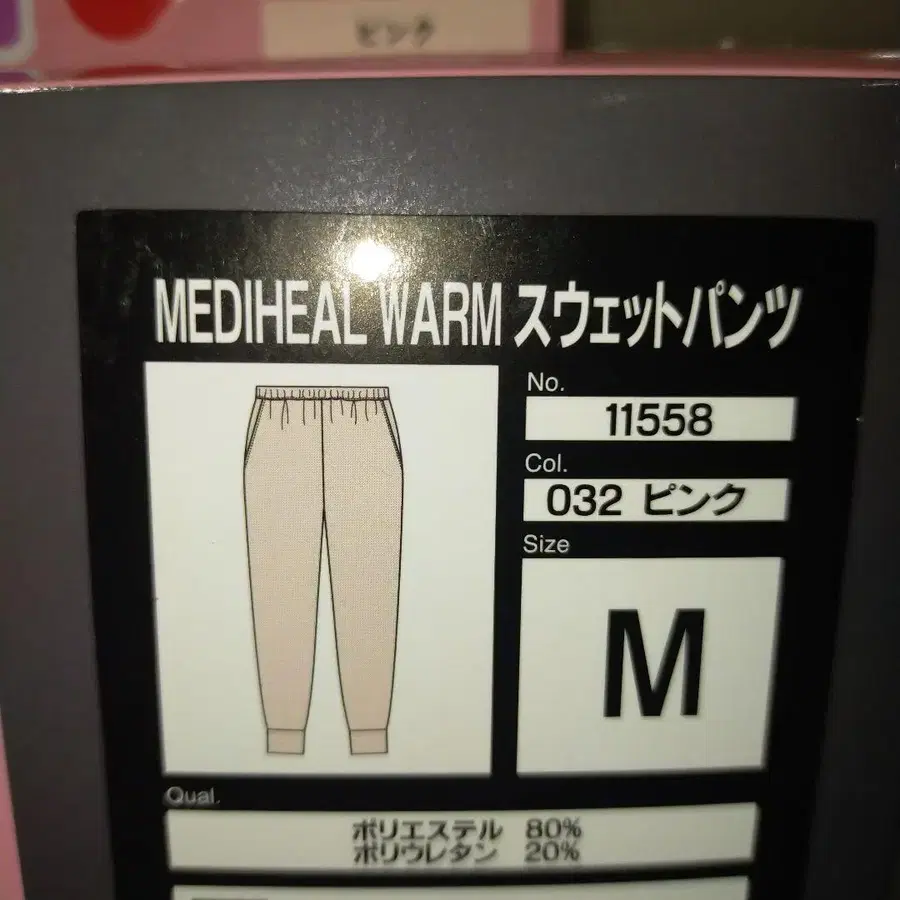 ピンク
MEDIHEAL WARM スウェットパンツ
No.
11558
Col.
032 ピンク
Size
M
Qual.
ポリエステル 80%
ポリウレタン 20%